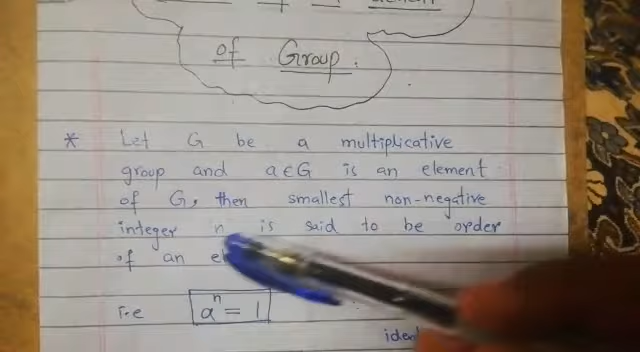 of Group.
* Let G be a multiplicative
group and a∈G is an element
of G, then smallest non-negative
integer n is said to be order
of an
i.e aⁿ = 1